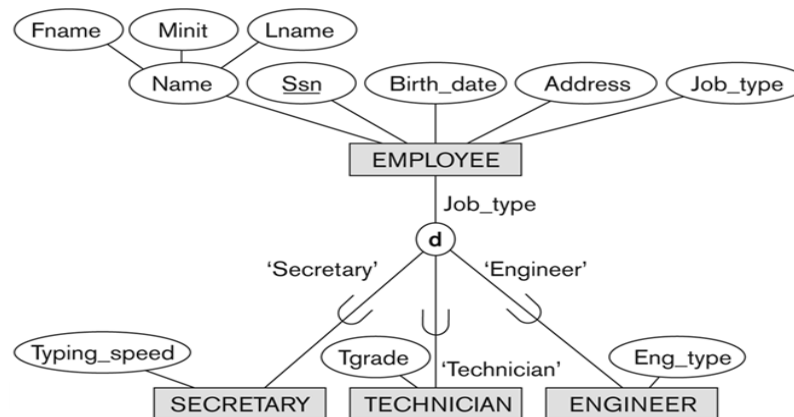 Fname Minit Lname
Name Ssn Birth_date Address Job_type
EMPLOYEE
Job_type
d
‘Secretary’ ‘Engineer’
Typing_speed Tgrade ‘Technician’ Eng_type
SECRETARY TECHNICIAN ENGINEER